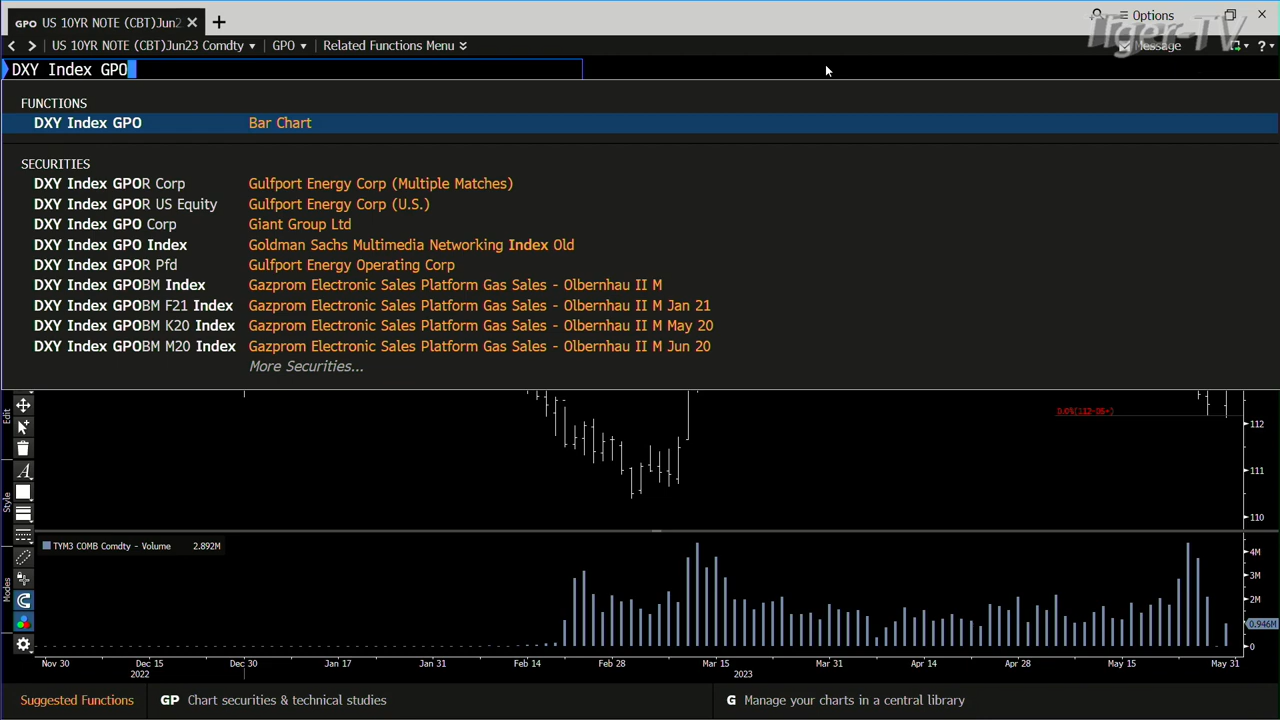 GPO US 10YR NOTE (CBT)Jun2
Options
US 10YR NOTE (CBT)Jun23 Comdty
GPO
Related Functions Menu
Message
?
Tiger-TV
DXY Index GPO
FUNCTIONS
DXY Index GPO Bar Chart
SECURITIES
DXY Index GPOR Corp Gulfport Energy Corp (Multiple Matches)
DXY Index GPOR US Equity Gulfport Energy Corp (U.S.)
DXY Index GPO Corp Giant Group Ltd
DXY Index GPO Index Goldman Sachs Multimedia Networking Index Old
DXY Index GPOR Pfd Gulfport Energy Operating Corp
DXY Index GPOBM Index Gazprom Electronic Sales Platform Gas Sales - Olbernhau II M
DXY Index GPOBM F21 Index Gazprom Electronic Sales Platform Gas Sales - Olbernhau II M Jan 21
DXY Index GPOBM K20 Index Gazprom Electronic Sales Platform Gas Sales - Olbernhau II M May 20
DXY Index GPOBM M20 Index Gazprom Electronic Sales Platform Gas Sales - Olbernhau II M Jun 20
More Securities...
Edit
Style
Modes
A
0.0%(112-05+)
112
111
110
TYM3 COMB Comdty - Volume 2.892M
4M
3M
2M
0.946M
0
Nov 30 Dec 15 Dec 30 Jan 17 Jan 31 Feb 14 Feb 28 Mar 15 Mar 31 Apr 14 Apr 28 May 15 May 31
2022 2023
Suggested Functions
GP Chart securities & technical studies
G Manage your charts in a central library